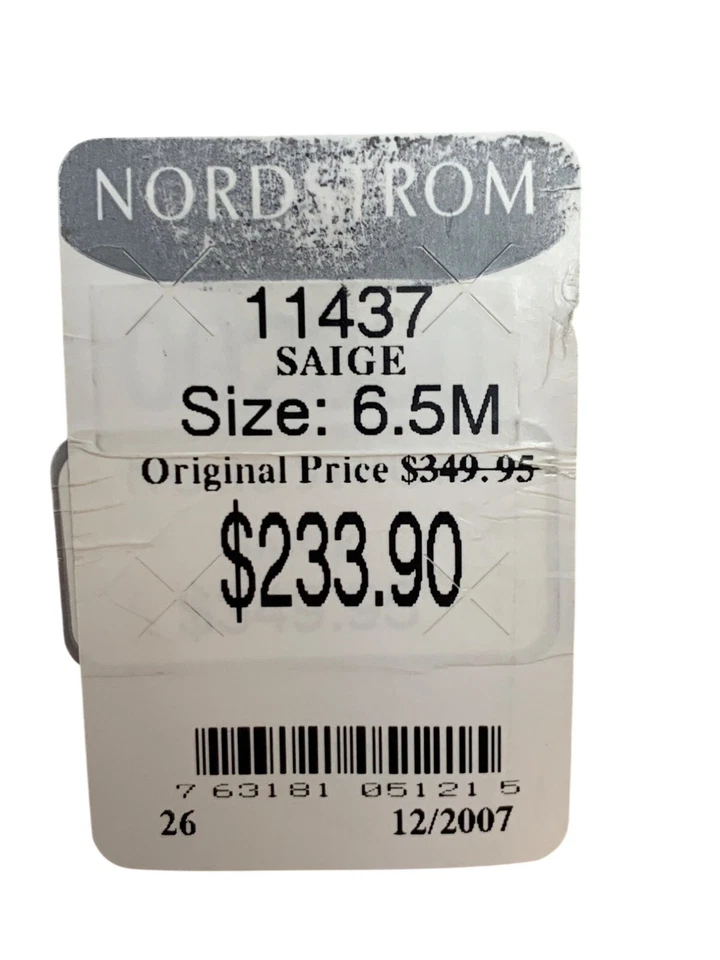 NORDSTROM
11437
SAIGE
Size: 6.5M
Original Price $349.95
$233.90
7 63181 05121 5
26 12/2007